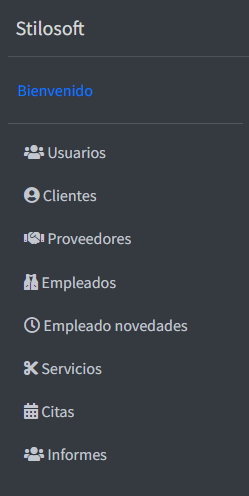 Stilosoft
Bienvenido
Usuarios
Clientes
Proveedores
Empleados
Empleado novedades
Servicios
Citas
Informes